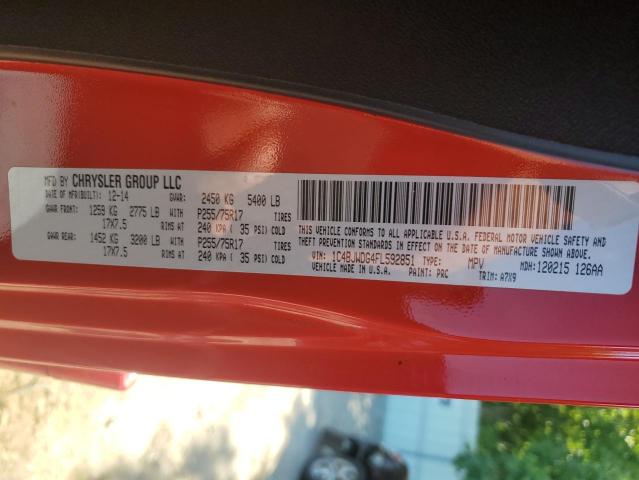 MFD BY CHRYSLER GROUP LLC
DATE OF MFR(BUILT): 12-14 GVWR: 2450 KG 5400 LB
GAWR FRONT: 1259 KG 2775 LB WITH P255/75R17 TIRES
17X7.5 RIMS AT 240 KPA ( 35 PSI) COLD
GAWR REAR: 1452 KG 3200 LB WITH P255/75R17 TIRES
17X7.5 RIMS AT 240 KPA ( 35 PSI) COLD
THIS VEHICLE CONFORMS TO ALL APPLICABLE U.S.A. FEDERAL MOTOR VEHICLE SAFETY AND
THEFT PREVENTION STANDARDS IN EFFECT ON THE DATE OF MANUFACTURE SHOWN ABOVE.
VIN: 1C4BJWDG4FL592851 TYPE: MPV MDH:120215 126AA
VEHICLE MADE IN U.S.A. PAINT: PRC TRIM: A7X9